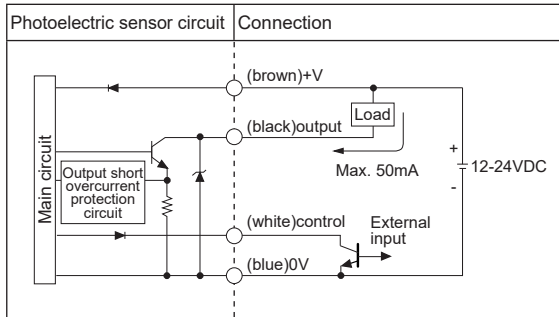 Photoelectric sensor circuit
Connection
(brown)+V
Load
(black)output
Main circuit
Output short
overcurrent
protection
circuit
Max. 50mA
+
12-24VDC
-
(white)control
External
input
(blue)0V